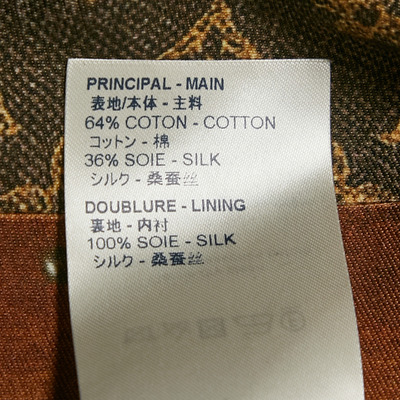 PRINCIPAL - MAIN
表地/本体 - 主料
64% COTON - COTTON
コットン - 棉
36% SOIE - SILK
シルク - 桑蚕丝
DOUBLURE - LINING
裏地 - 内衬
100% SOIE - SILK
シルク - 桑蚕丝